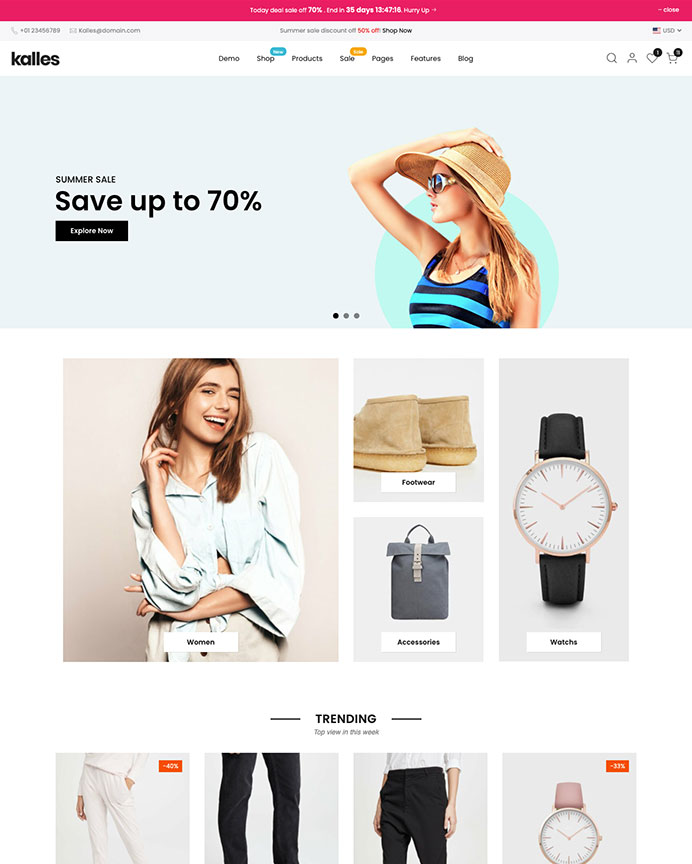 Today deal sale off 70% . End in 35 days 13:47:16. Hurry Up →
~ close
+01 23456789
Kalles@domain.com
Summer sale discount off 50% off! Shop Now
USD
kalles
Demo
Shop
New
Products
Sale
Sale
Pages
Features
Blog
1
SUMMER SALE
Save up to 70%
Explore Now
Women
Footwear
Accessories
Watchs
TRENDING
Top view in this week
-40%
-33%